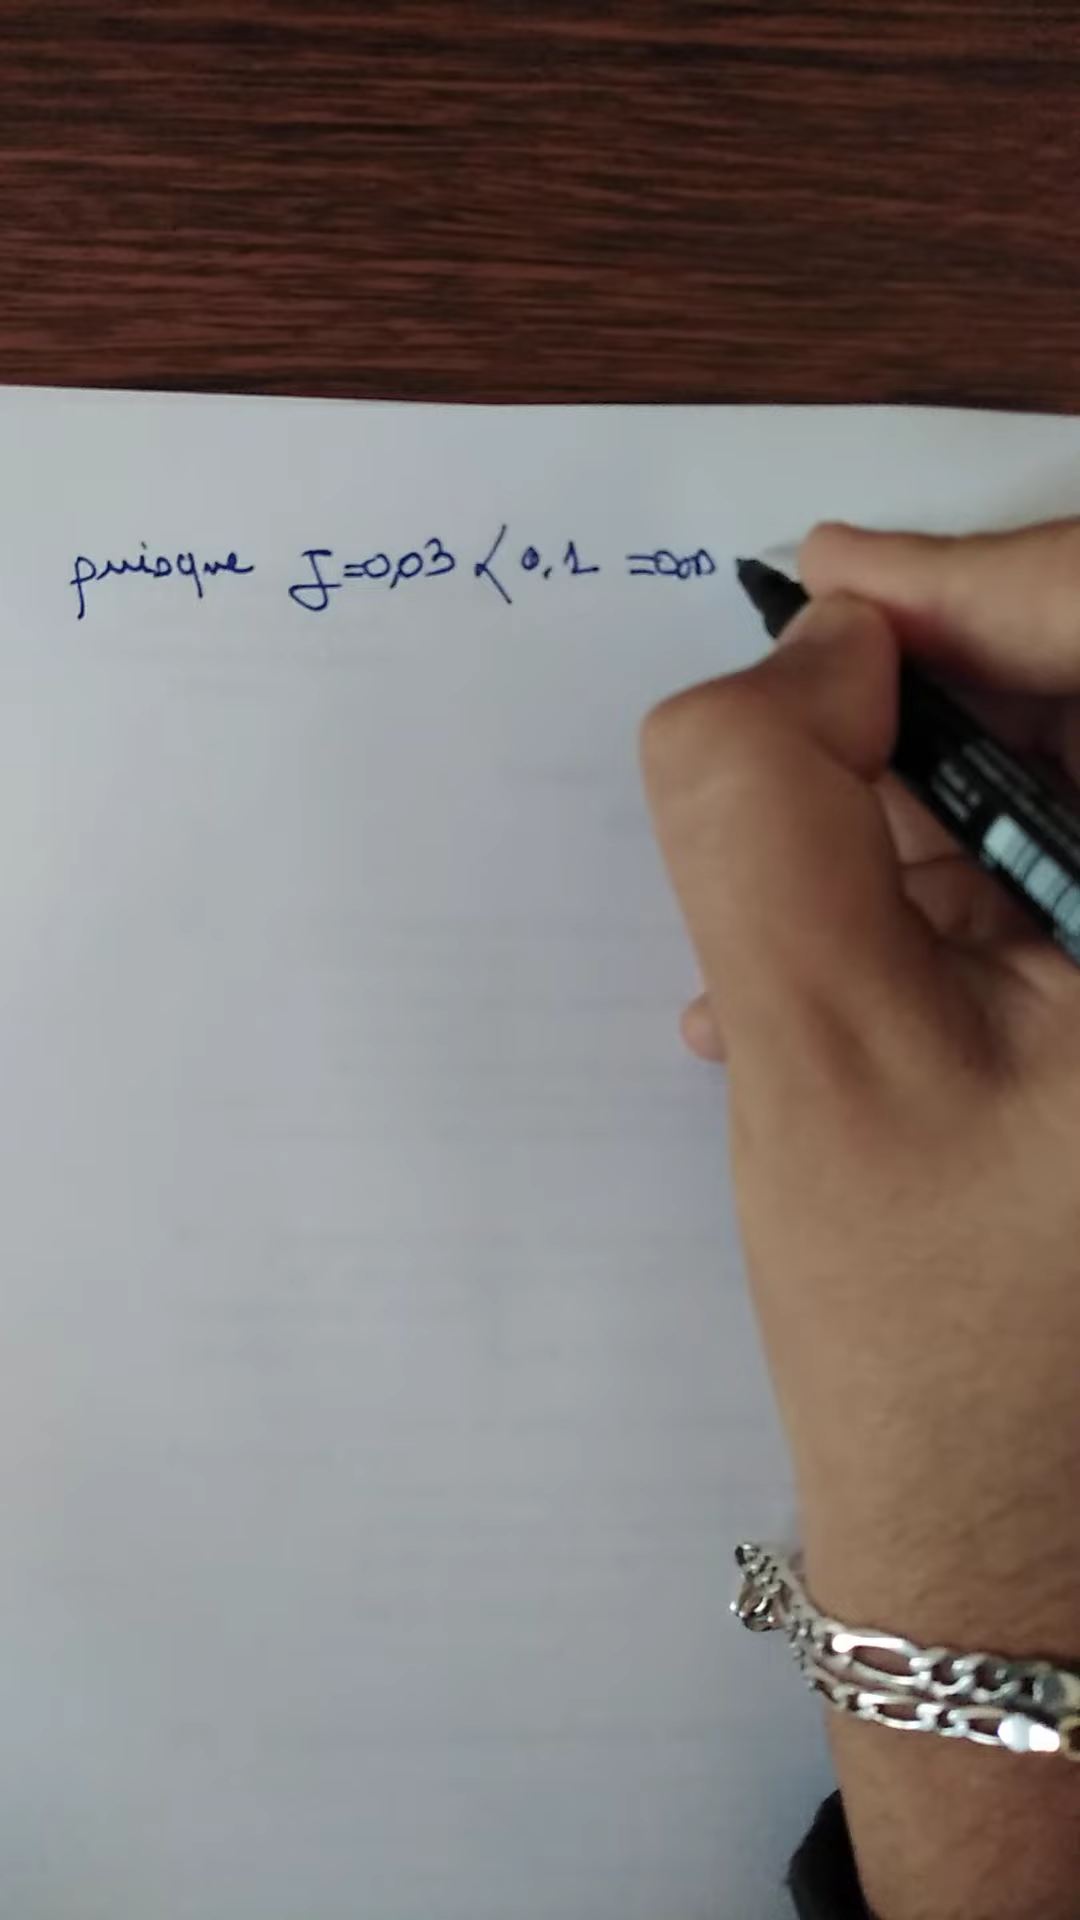 puisque I=0,03 < 0,1 =